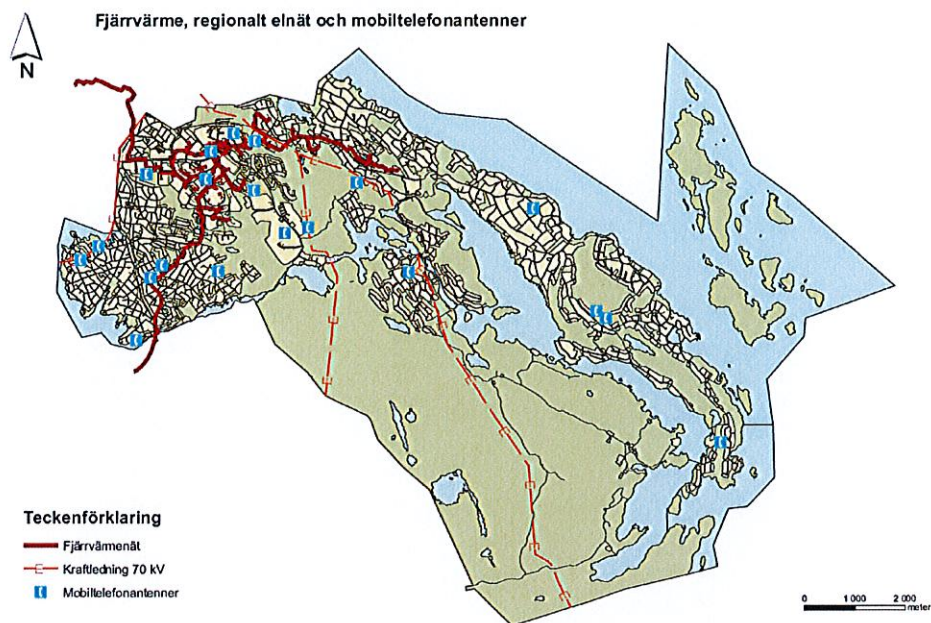 Fjärrvärme, regionalt elnät och mobiltelefonantenner
N
Teckenförklaring
Fjärrvärmenät
Kraftledning 70 kV
Mobiltelefonantenner
0 1 000 2 000
meter